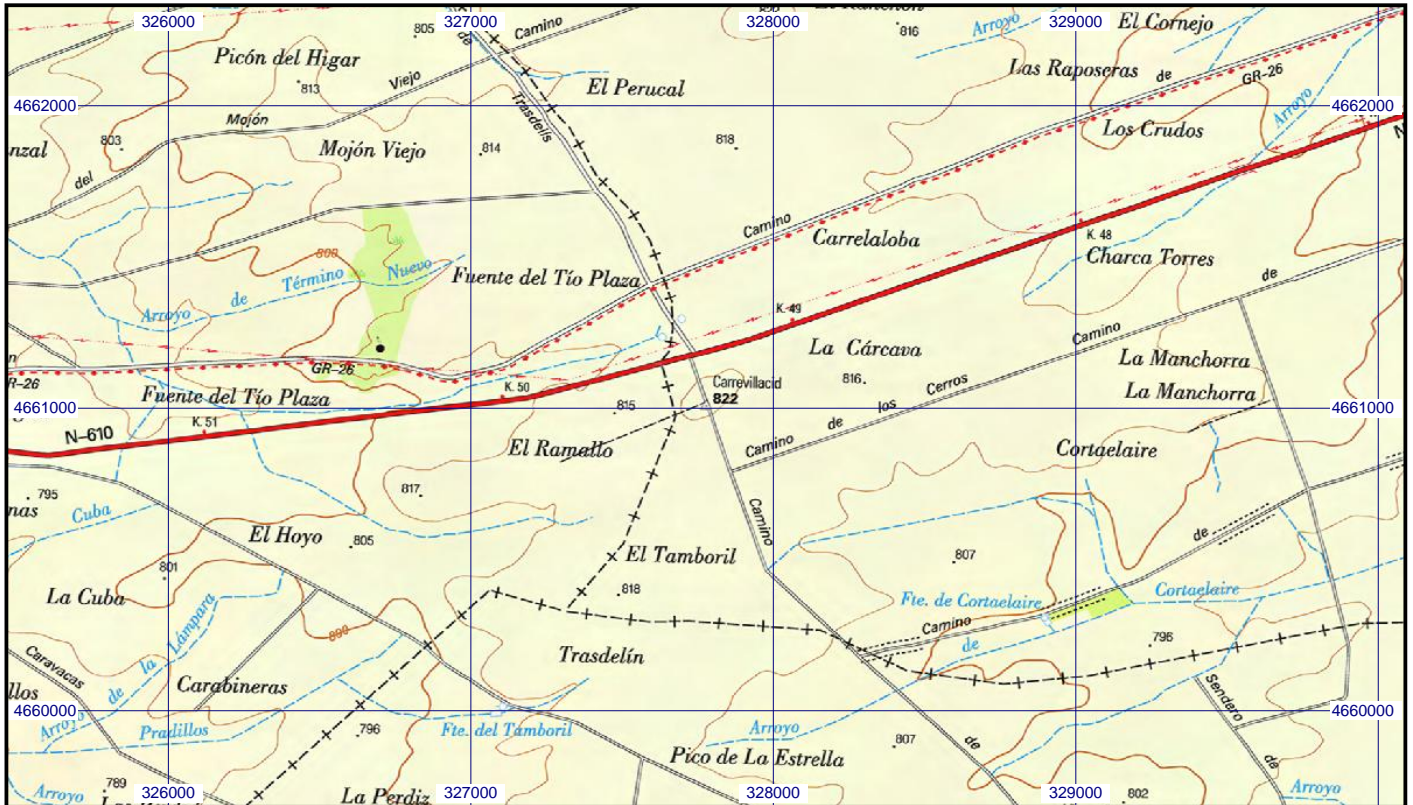 326000
327000
328000
329000
805
Camino
de
Arroyo
El Cornejo
816
Picón del Higar
Viejo
Las Raposeras
de
GR-26
El Perucal
813
4662000
4662000
Trasdelis
Arroyo
Mojón
Los Crudos
803
nzal
Mojón Viejo
814
818
N
del
Camino
Carrelaloba
K. 48
800
Charca Torres
Término
Nuevo
Fuente del Tío Plaza
de
de
Arroyo
K. 49
Camino
La Cárcava
La Manchorra
n
GR-26
R-26
Carrevillacid
816
Cerros
La Manchorra
Fuente del Tío Plaza
K. 50
822
los
4661000
815
4661000
K. 51
de
N-610
Camino
El Ramallo
Cortaelaire
817
795
nas
Cuba
Camino
El Hoyo
805
de
El Tamboril
807
801
818
Cortaelaire
La Cuba
Fte. de Cortaelaire
Lámpara
Camino
800
796
la
de
Trasdelín
Caravacas
de
llos
Carabineras
Sendero
4660000
4660000
Arroyo
Pradillos
796
Fte. del Tamboril
Arroyo
de
807
Pico de La Estrella
de
789
326000
327000
328000
329000
Arroyo
La Perdiz
802
Arroyo